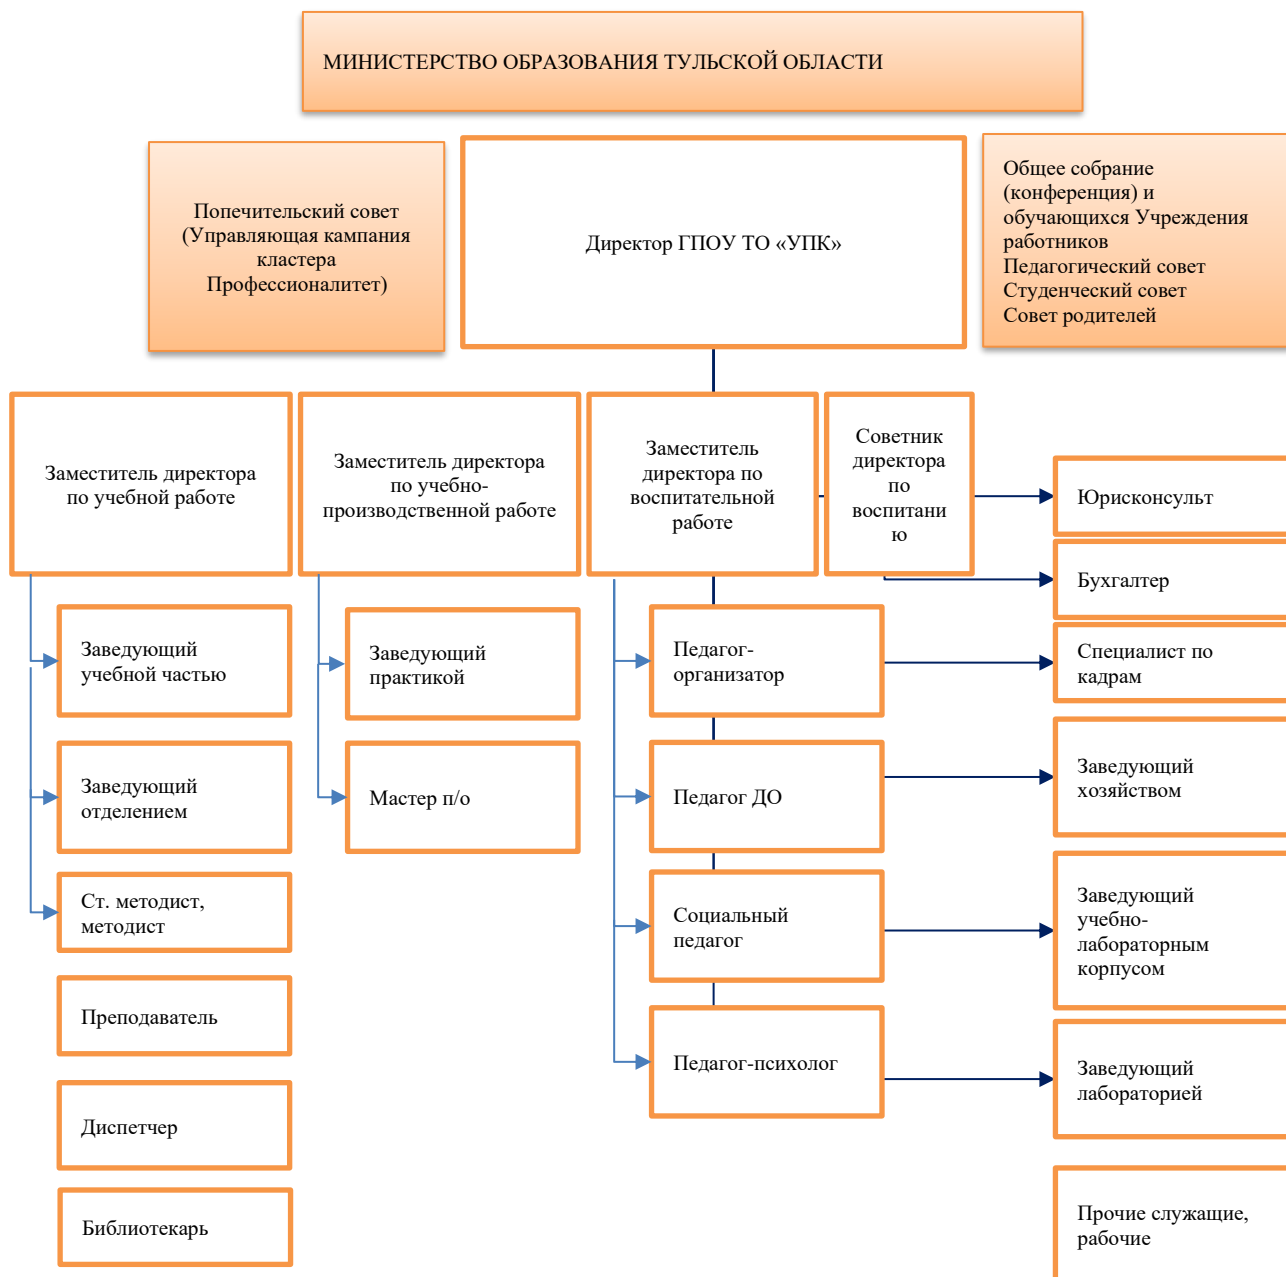 МИНИСТЕРСТВО ОБРАЗОВАНИЯ ТУЛЬСКОЙ ОБЛАСТИ
Попечительский совет
(Управляющая кампания
кластера
Профессионалитет)
Директор ГПОУ ТО «УПК»
Общее собрание
(конференция) и
обучающихся Учреждения
работников
Педагогический совет
Студенческий совет
Совет родителей
Заместитель директора
по учебной работе
Заместитель директора
по учебно-
производственной работе
Заместитель
директора по
воспитательной
работе
Советник
директора
по
воспитани
ю
Юрисконсульт
Бухгалтер
Заведующий
учебной частью
Заведующий
практикой
Педагог-
организатор
Специалист по
кадрам
Заведующий
отделением
Мастер п/о
Педагог ДО
Заведующий
хозяйством
Ст. методист,
методист
Социальный
педагог
Заведующий
учебно-
лабораторным
корпусом
Преподаватель
Педагог-психолог
Заведующий
лабораторией
Диспетчер
Библиотекарь
Прочие служащие,
рабочие